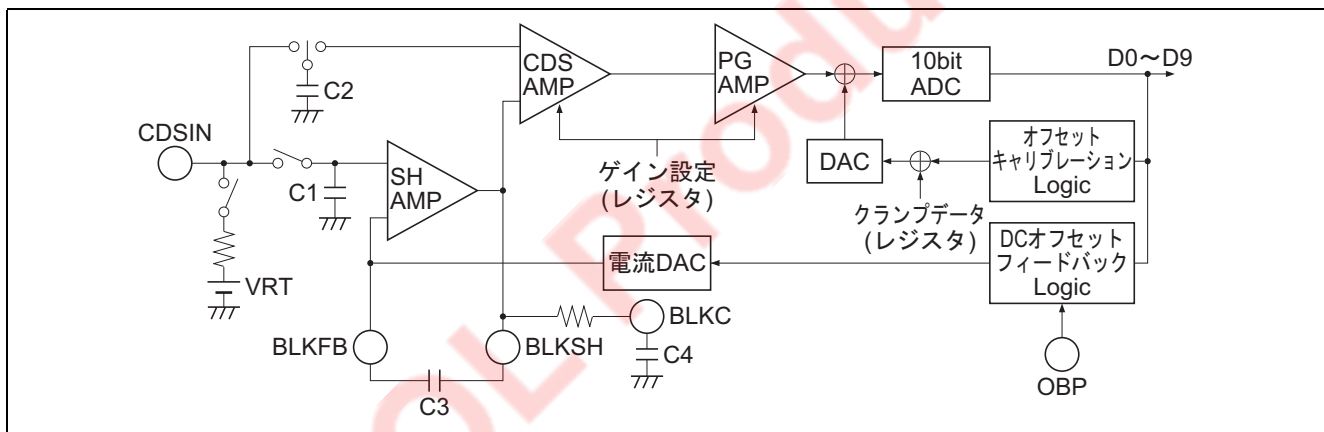 CDSIN
C2
C1
VRT
SH
AMP
CDS
AMP
PG
AMP
10bit
ADC
D0～D9
DAC
オフセット
キャリブレーション
Logic
ゲイン設定
(レジスタ)
クランプデータ
(レジスタ)
電流DAC
DCオフセット
フィードバック
Logic
BLKFB
BLKSH
BLKC
C3
C4
OBP
OL Produ